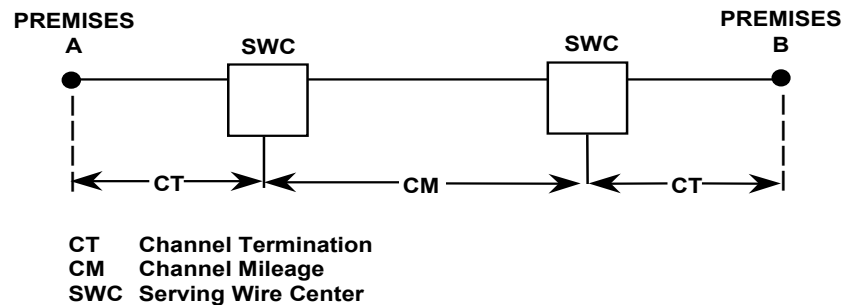 PREMISES
A
SWC
SWC
PREMISES
B
CT
CM
CT
CT Channel Termination
CM Channel Mileage
SWC Serving Wire Center